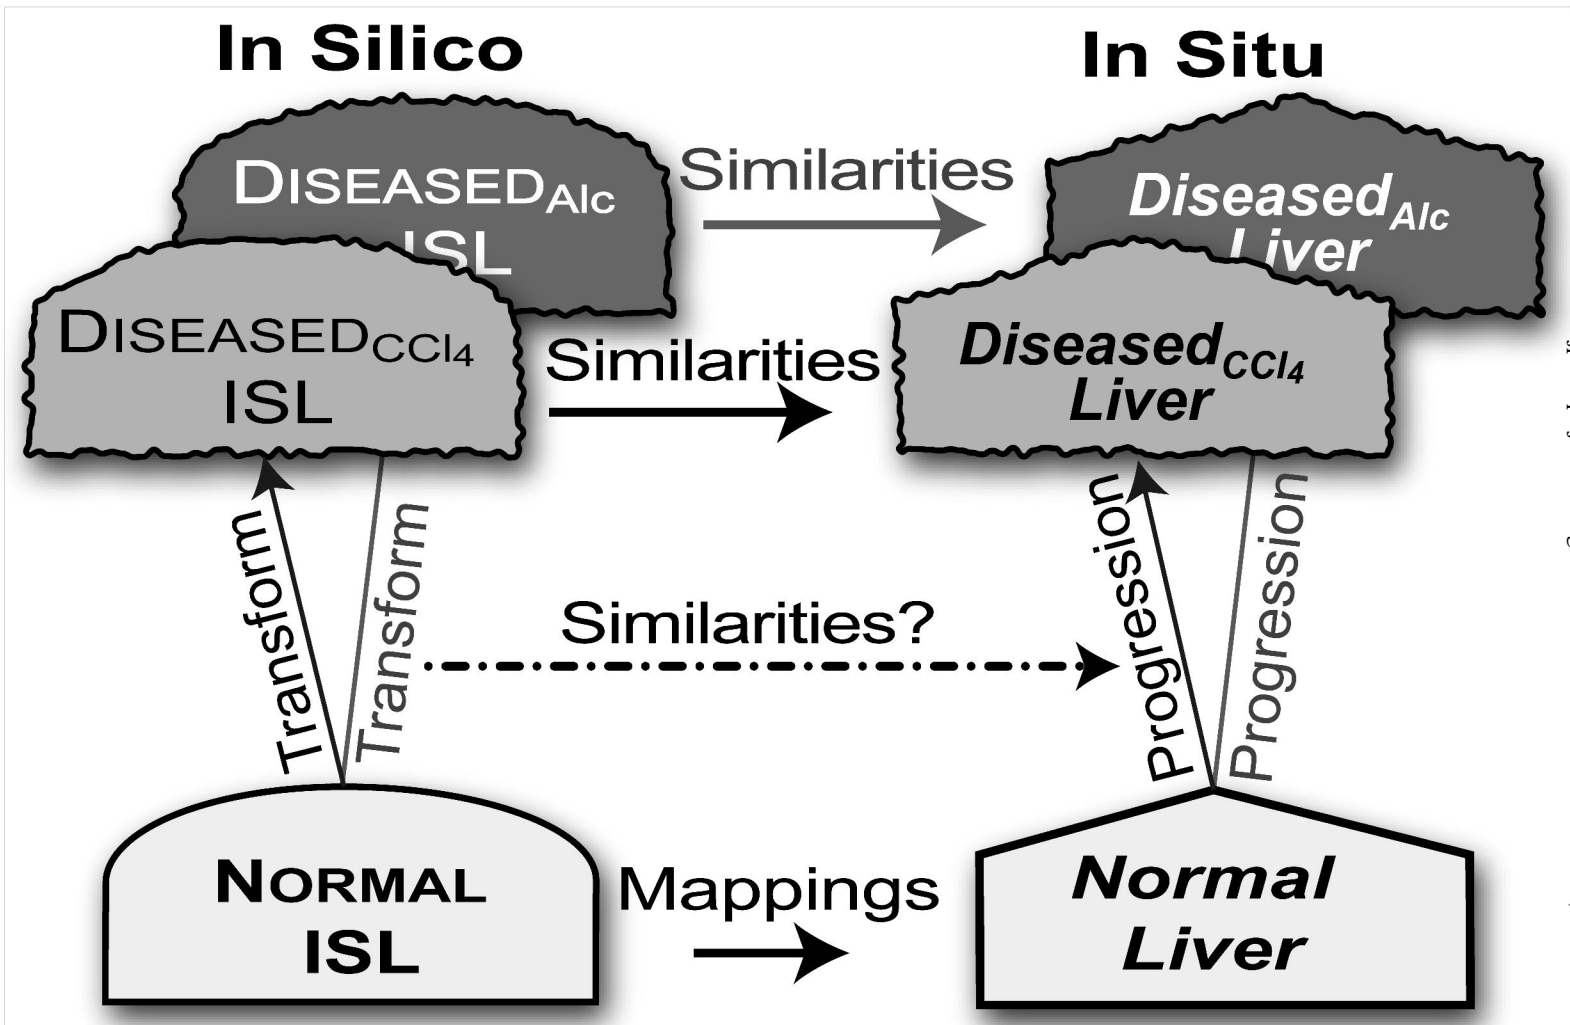 In Silico
In Situ
DISEASEDAlc
ISL
Similarities
DiseasedAlc
Liver
DISEASEDCCl4
ISL
Similarities
DiseasedCCl4
Liver
Transform
Transform
Similarities?
Progression
Progression
NORMAL
ISL
Mappings
Normal
Liver